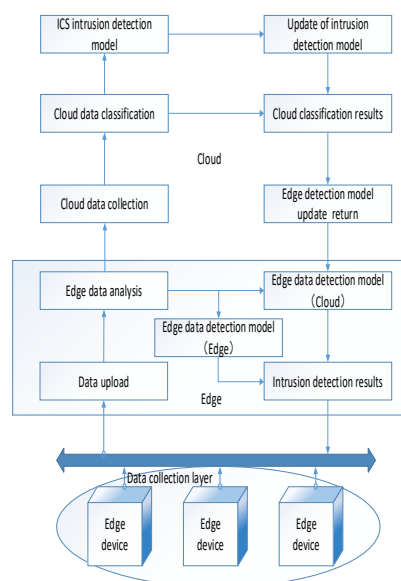 ICS intrusion detection
model
Update of intrusion
detection model
Cloud data classification
Cloud classification results
Cloud
Cloud data collection
Edge detection model
update return
Edge data analysis
Edge data detection model
(Cloud)
Edge data detection model
(Edge)
Data upload
Intrusion detection results
Edge
Data collection layer
Edge
device
Edge
device
Edge
device